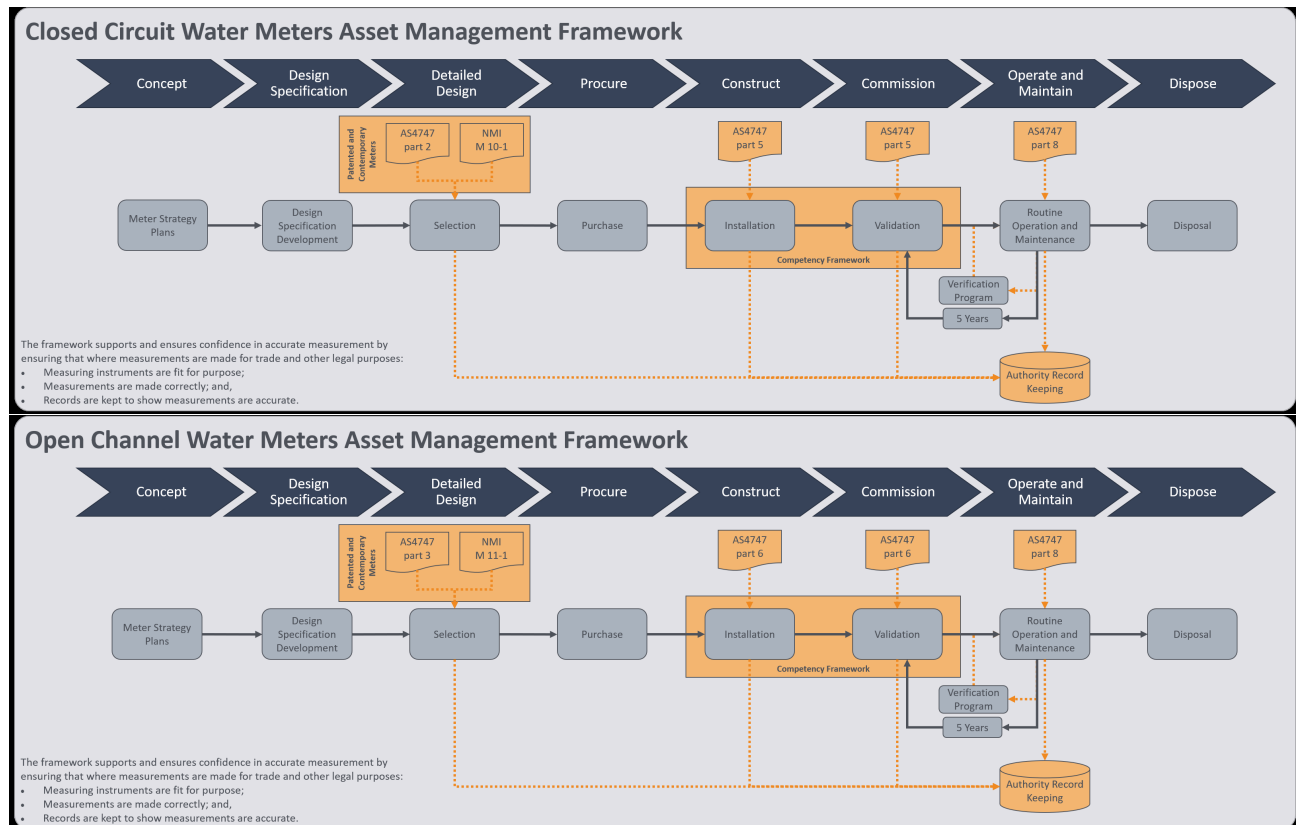 Closed Circuit Water Meters Asset Management Framework
Concept
Design
Specification
Detailed
Design
Procure
Construct
Commission
Operate and
Maintain
Dispose
Patented and
Contemporary
Meters
AS4747
part 2
NMI
M 10-1
AS4747
part 5
AS4747
part 5
AS4747
part 8
Meter Strategy
Plans
Design
Specification
Development
Selection
Purchase
Installation
Validation
Routine
Operation and
Maintenance
Disposal
Competency Framework
Verification
Program
5 Years
The framework supports and ensures confidence in accurate measurement by
ensuring that where measurements are made for trade and other legal purposes:
• Measuring instruments are fit for purpose;
• Measurements are made correctly; and,
• Records are kept to show measurements are accurate.
Authority Record
Keeping
Open Channel Water Meters Asset Management Framework
Concept
Design
Specification
Detailed
Design
Procure
Construct
Commission
Operate and
Maintain
Dispose
Patented and
Contemporary
Meters
AS4747
part 3
NMI
M 11-1
AS4747
part 6
AS4747
part 6
AS4747
part 8
Meter Strategy
Plans
Design
Specification
Development
Selection
Purchase
Installation
Validation
Routine
Operation and
Maintenance
Disposal
Competency Framework
Verification
Program
5 Years
The framework supports and ensures confidence in accurate measurement by
ensuring that where measurements are made for trade and other legal purposes:
• Measuring instruments are fit for purpose;
• Measurements are made correctly; and,
• Records are kept to show measurements are accurate.
Authority Record
Keeping